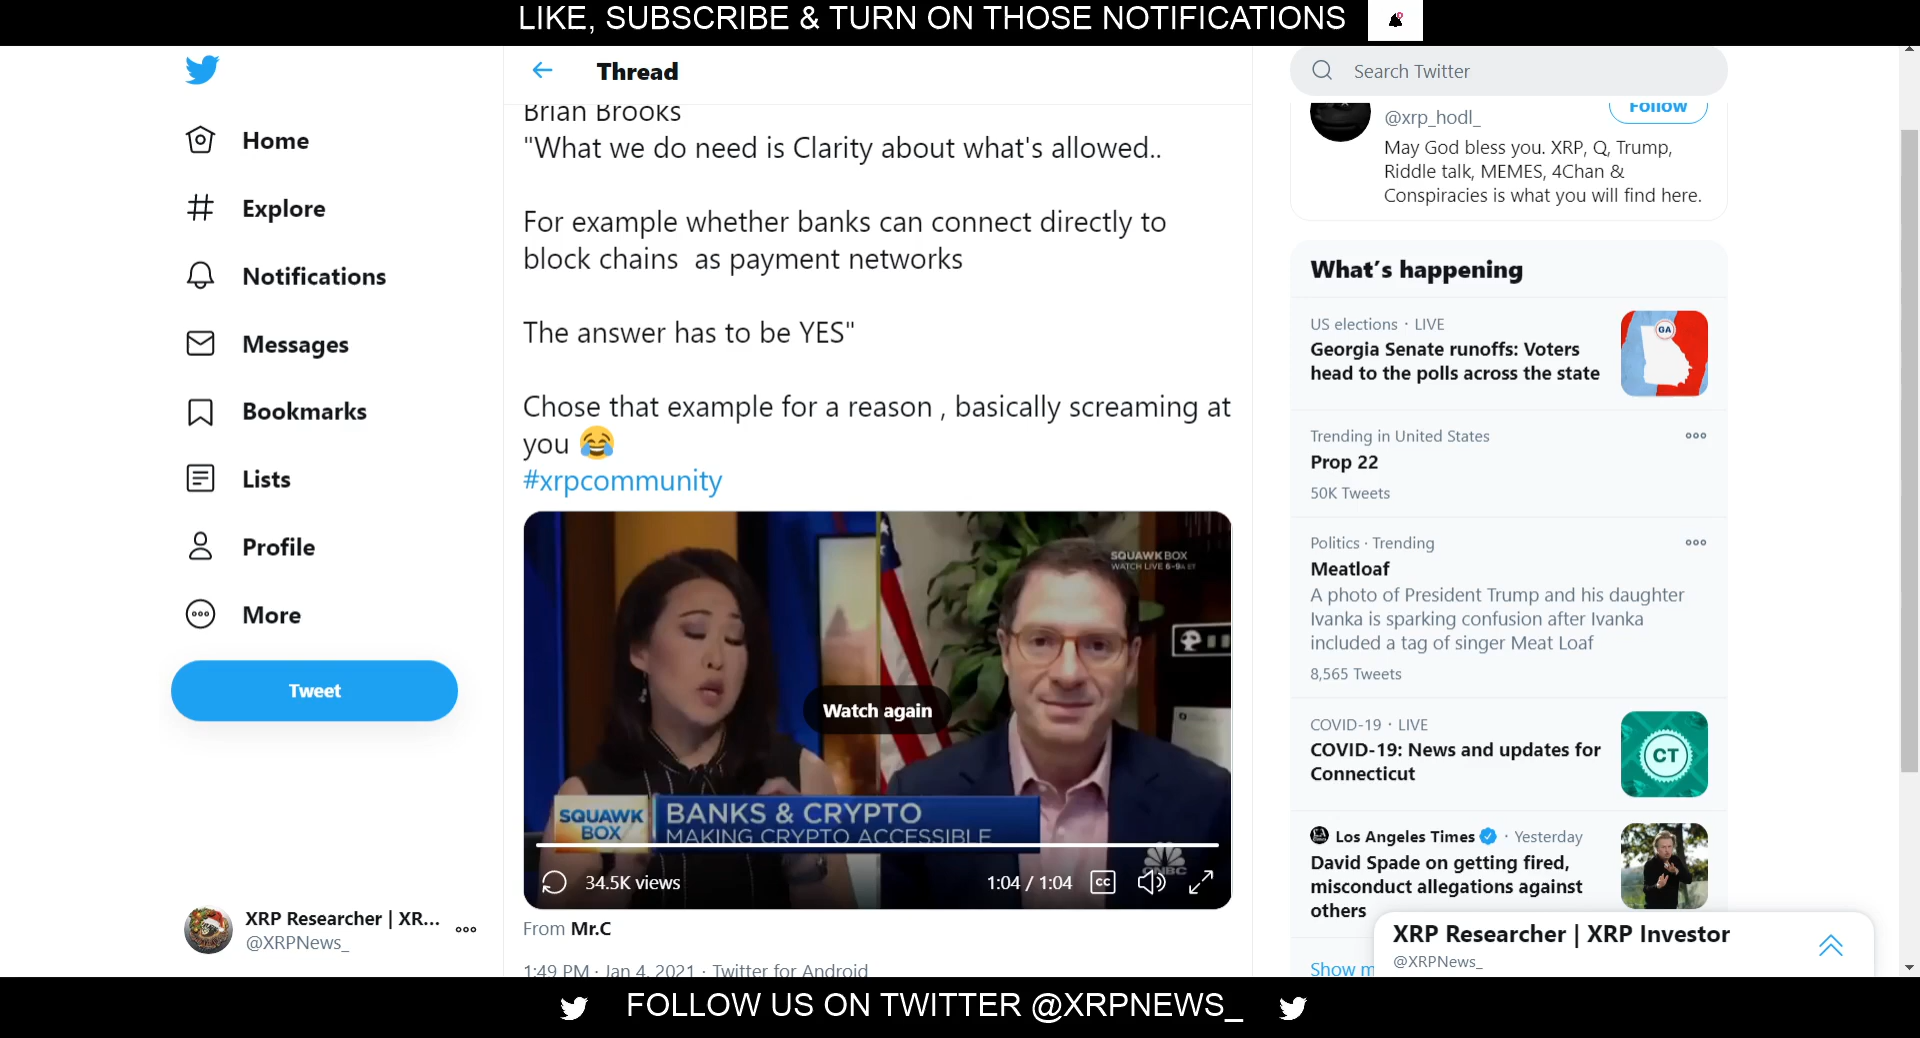 LIKE, SUBSCRIBE & TURN ON THOSE NOTIFICATIONS
Home
Explore
Notifications
Messages
Bookmarks
Lists
Profile
More
Tweet
XRP Researcher | XR...
@XRPNews_
Thread
Brian Brooks
"What we do need is Clarity about what's allowed..
For example whether banks can connect directly to
block chains  as payment networks
The answer has to be YES"
Chose that example for a reason , basically screaming at
you 😂
#xrpcommunity
SQUAWK BOX
WATCH LIVE 6-9A ET
Watch again
SQUAWK
BOX
BANKS & CRYPTO
MAKING CRYPTO ACCESSIBLE
CNBC
34.5K views
1:04 / 1:04
CC
From Mr.C
1:49 PM · Jan 4, 2021 · Twitter for Android
Search Twitter
@xrp_hodl_
Follow
May God bless you. XRP, Q, Trump,
Riddle talk, MEMES, 4Chan &
Conspiracies is what you will find here.
What's happening
US elections · LIVE
Georgia Senate runoffs: Voters
head to the polls across the state
GA
Trending in United States
Prop 22
50K Tweets
Politics · Trending
Meatloaf
A photo of President Trump and his daughter
Ivanka is sparking confusion after Ivanka
included a tag of singer Meat Loaf
8,565 Tweets
COVID-19 · LIVE
COVID-19: News and updates for
Connecticut
CT
Los Angeles Times · Yesterday
David Spade on getting fired,
misconduct allegations against
others
Show m
XRP Researcher | XRP Investor
@XRPNews_
FOLLOW US ON TWITTER @XRPNEWS_